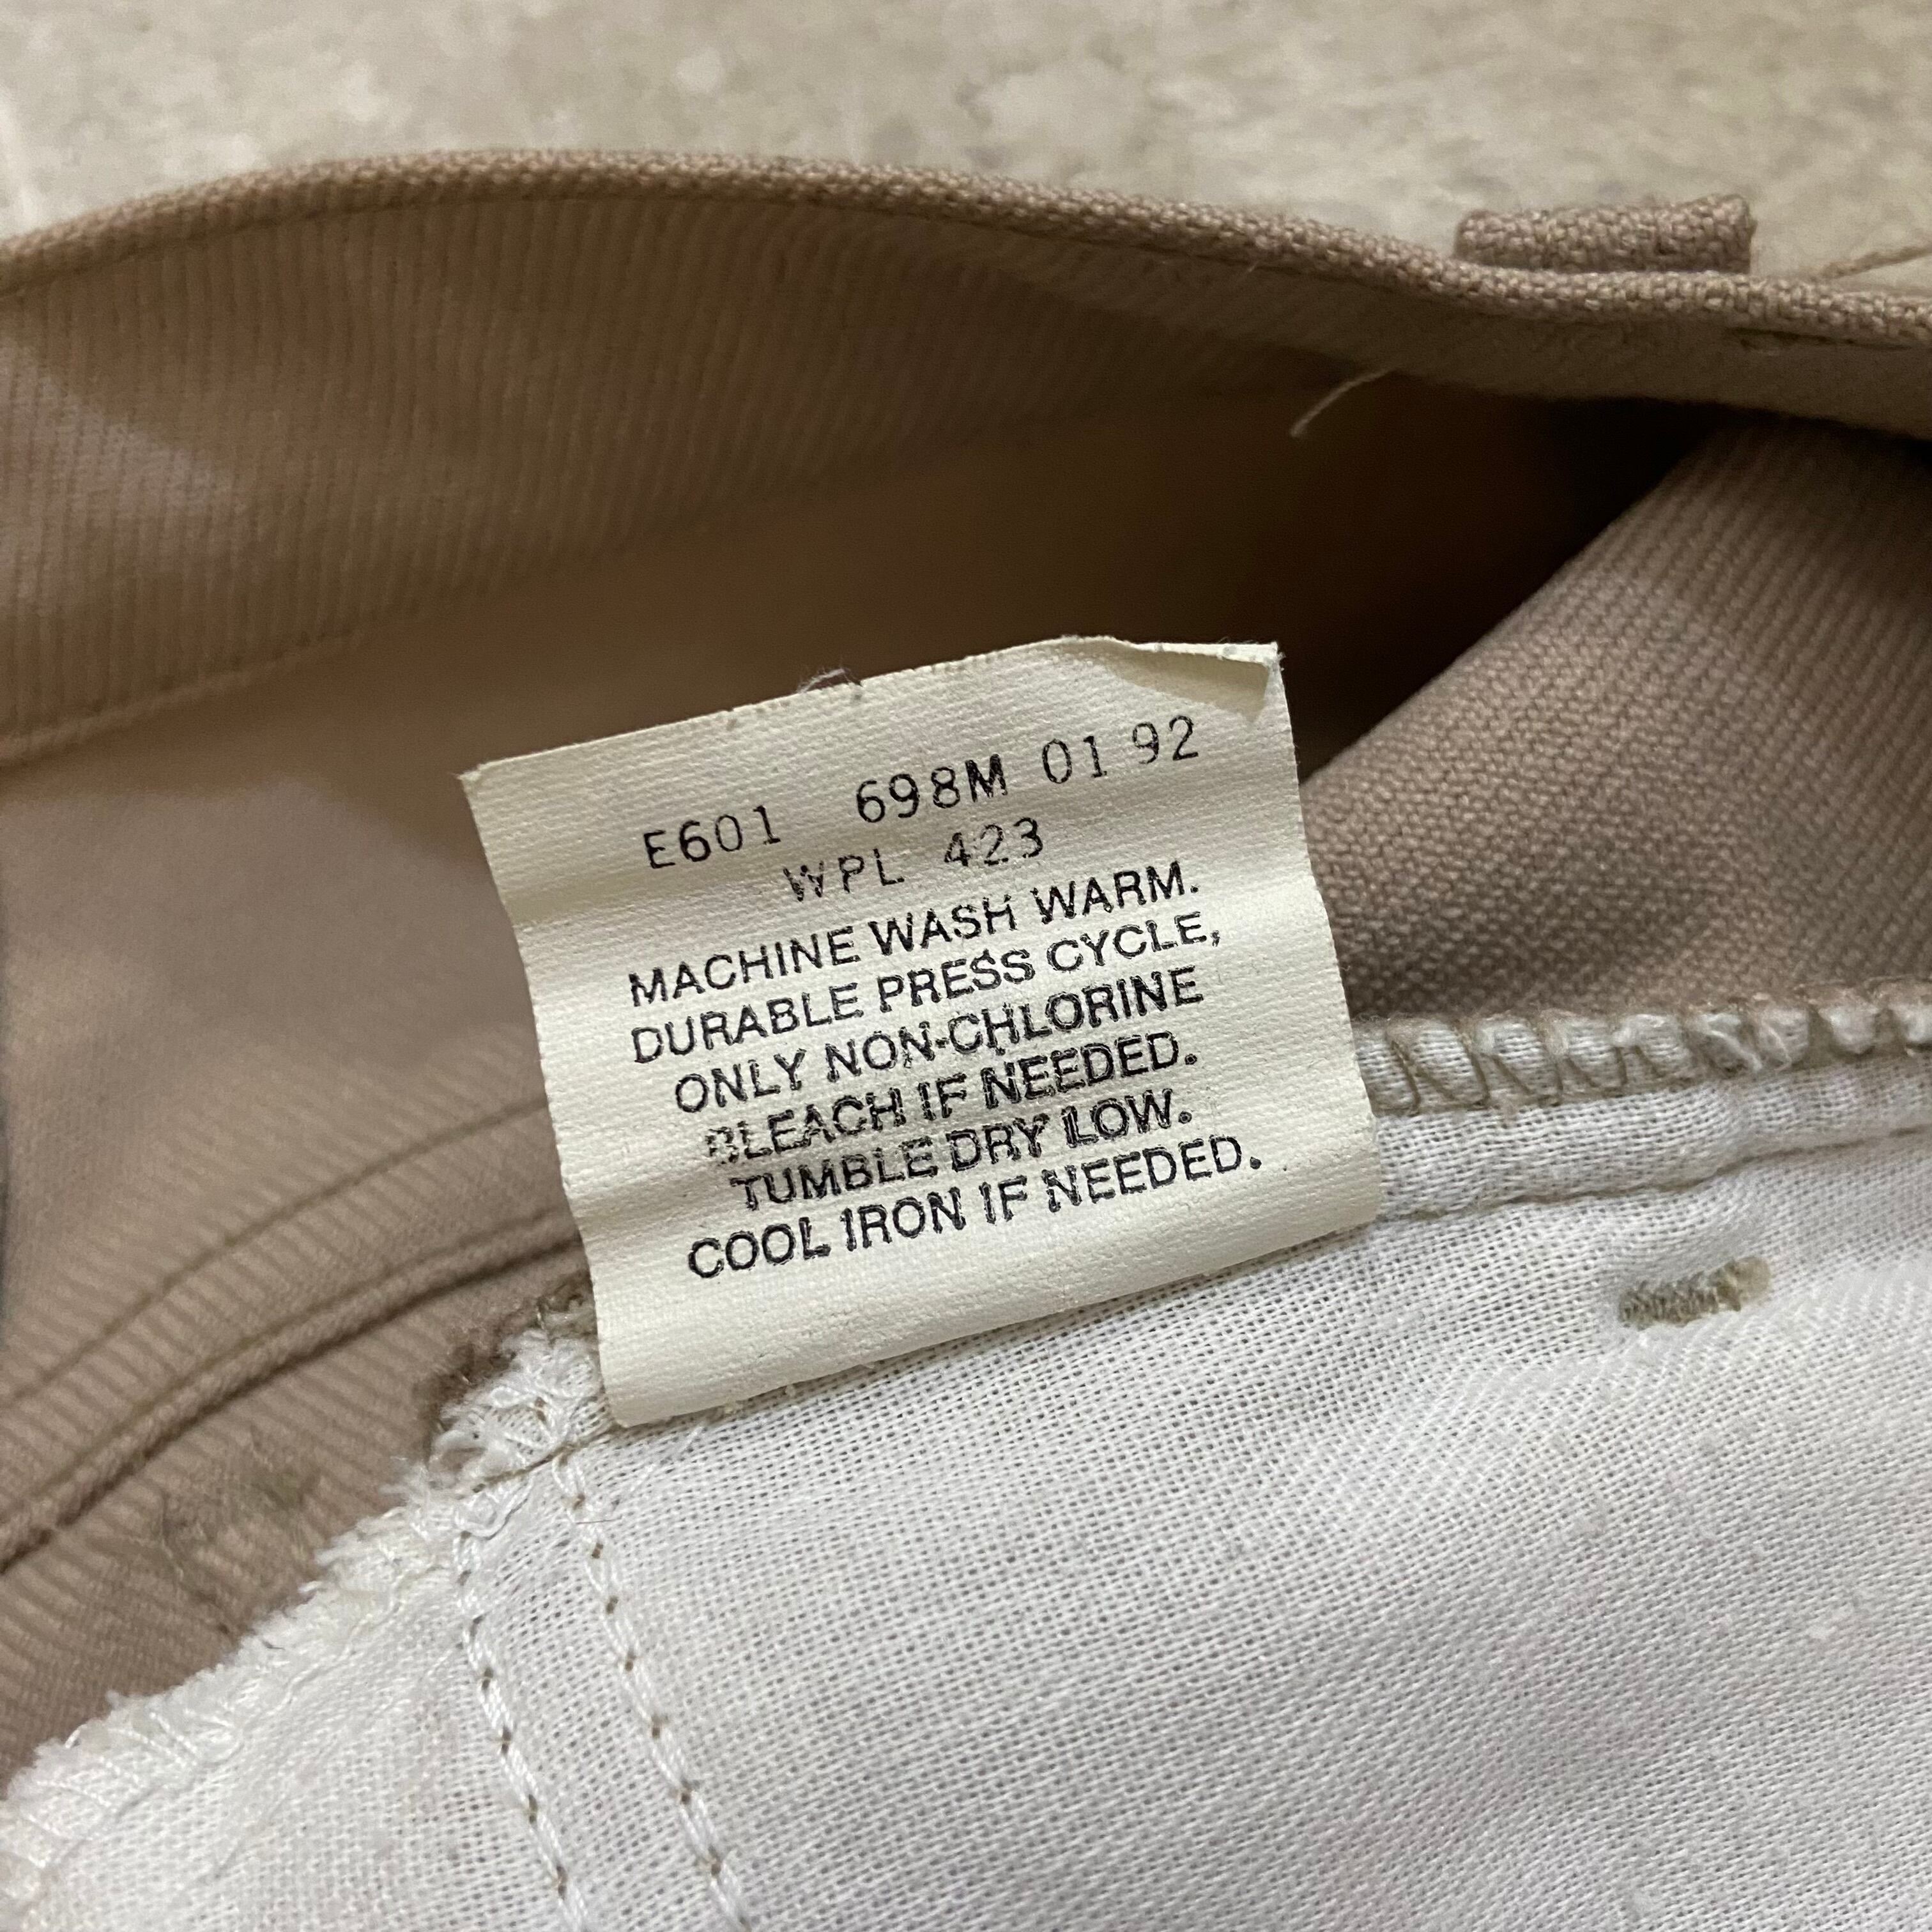 E601 698M 01 92
WPL 423
MACHINE WASH WARM.
DURABLE PRESS CYCLE,
ONLY NON-CHLORINE
BLEACH IF NEEDED.
TUMBLE DRY LOW.
COOL IRON IF NEEDED.